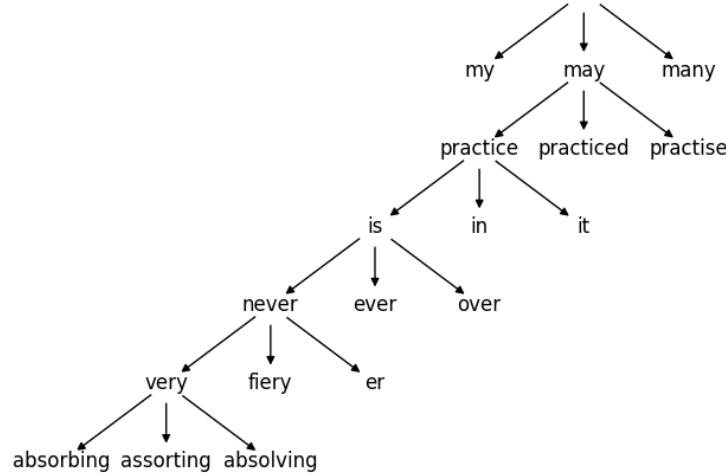 my may many
practice practiced practise
is in it
never ever over
very fiery er
absorbing assorting absolving